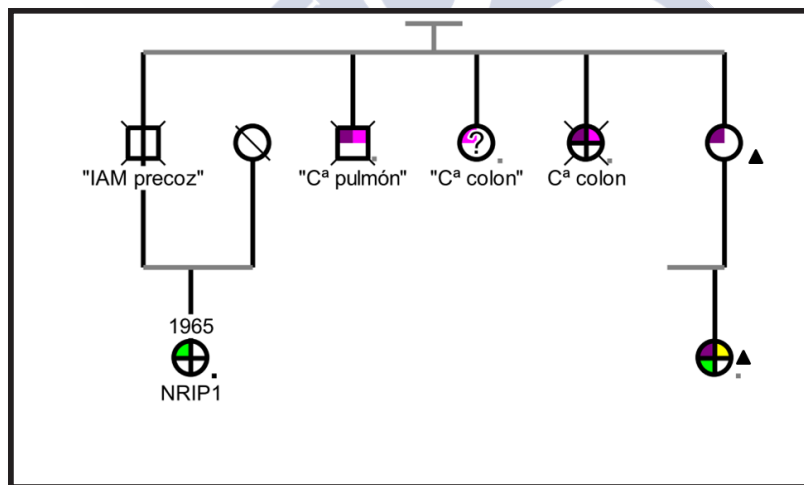 "IAM precoz"
"Cª pulmón"
?
"Cª colon"
Cª colon
1965
NRIP1